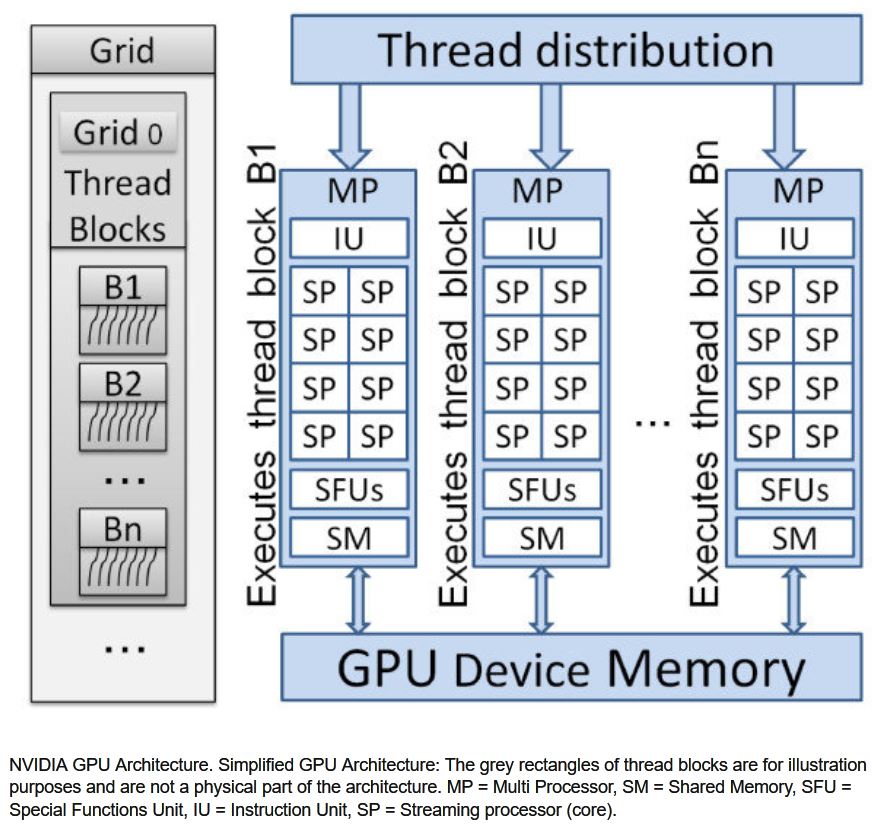 Grid
Grid 0
Thread
Blocks
B1
B2
...
Bn
...
Thread distribution
Executes thread block B1
MP
IU
SP SP
SP SP
SP SP
SP SP
SFUs
SM
Executes thread block B2
MP
IU
SP SP
SP SP
SP SP
SP SP
SFUs
SM
...
Executes thread block Bn
MP
IU
SP SP
SP SP
SP SP
SP SP
SFUs
SM
GPU Device Memory
NVIDIA GPU Architecture. Simplified GPU Architecture: The grey rectangles of thread blocks are for illustration
purposes and are not a physical part of the architecture. MP = Multi Processor, SM = Shared Memory, SFU =
Special Functions Unit, IU = Instruction Unit, SP = Streaming processor (core).